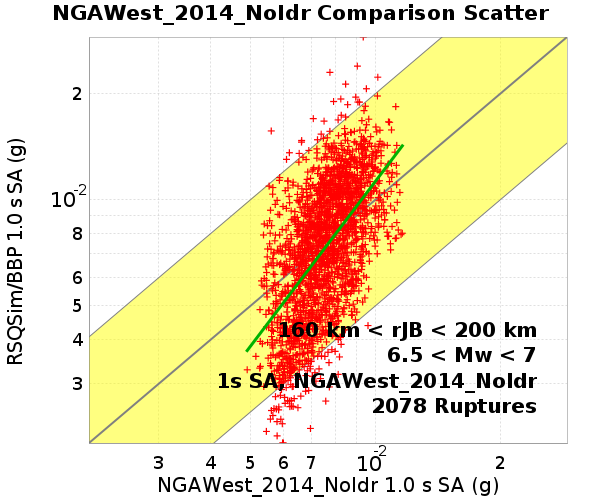 NGAWest_2014_NoIdr Comparison Scatter
RSQSim/BBP 1.0 s SA (g)
2
10-2
8
6
5
4
3
160 km < rJB < 200 km
6.5 < Mw < 7
1s SA, NGAWest_2014_NoIdr
2078 Ruptures
3 4 5 6 7 10-2 2
NGAWest_2014_NoIdr 1.0 s SA (g)